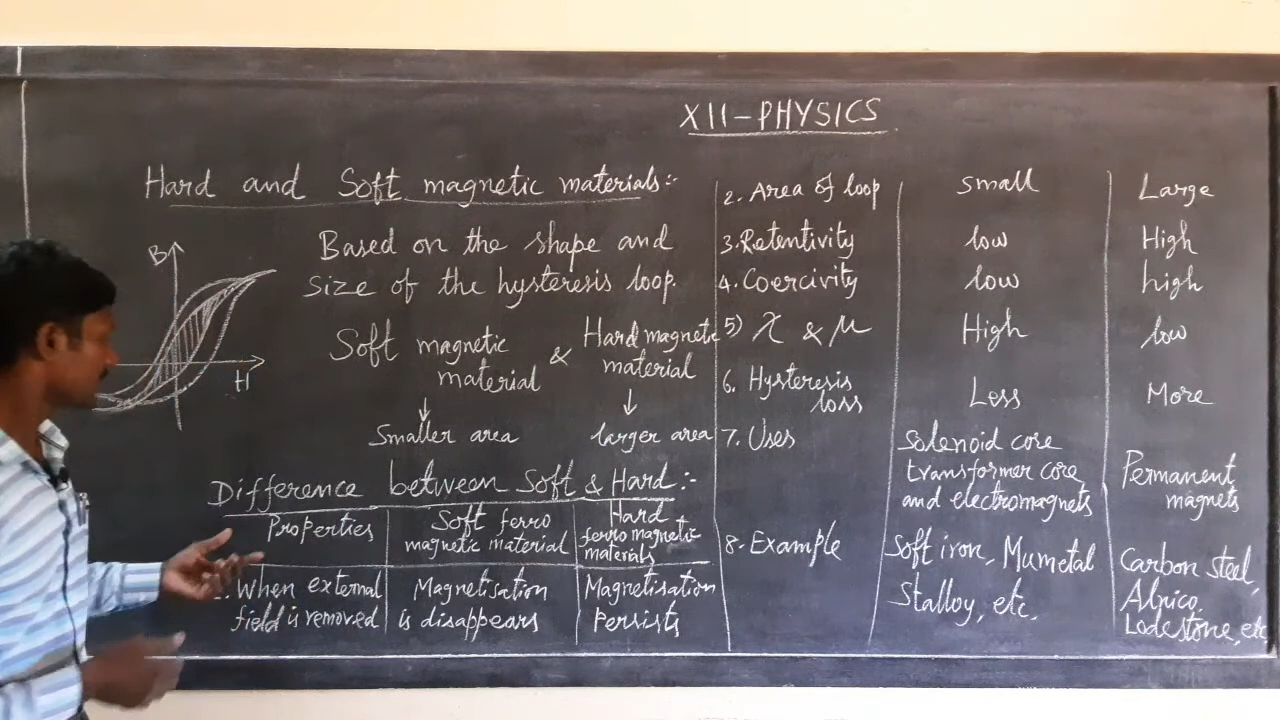 XII-PHYSICS
Hard and Soft magnetic materials:-
B
H
Based on the shape and
size of the hysteresis loop.
Soft magnetic material & Hard magnetic material
Smaller area
larger area
Difference between Soft & Hard:-
Properties
Soft ferro
magnetic material
Hard
ferro magnetic
materials
When external
field is removed
Magnetisation
is disappears
Magnetisation
Persists
2. Area of loop small Large
3. Retentivity low High
4. Coercivity low high
5) χ & μ High low
6. Hysteresis
loss
Less More
7. Uses
Solenoid core
transformer core
and electromagnets
Permanent
magnets
8. Example
Soft iron, Mumetal
Stalloy, etc.
Carbon steel,
Alnico,
Lodestone, etc